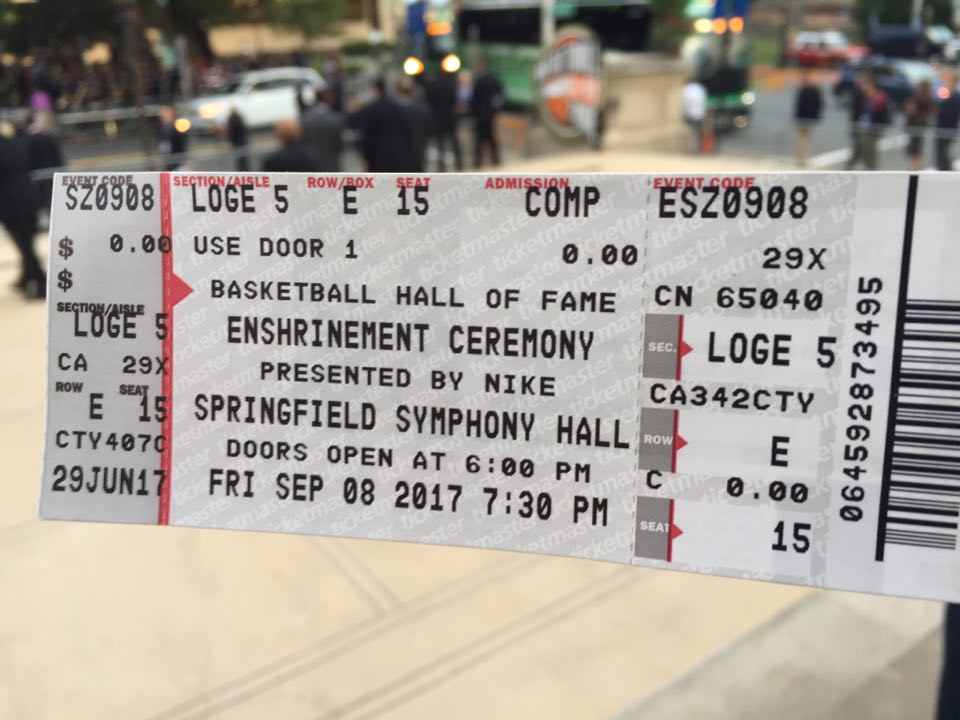 EVENT CODE
SZ0908
$ 0.00
$
SECTION/AISLE
LOGE 5
CA 29X
ROW SEAT
E 15
CTY407C
29JUN17
SECTION/AISLE ROW/BOX SEAT ADMISSION
LOGE 5 E 15 COMP
USE DOOR 1 0.00
BASKETBALL HALL OF FAME
ENSHRINEMENT CEREMONY
PRESENTED BY NIKE
SPRINGFIELD SYMPHONY HALL
DOORS OPEN AT 6:00 PM
FRI SEP 08 2017 7:30 PM
EVENT CODE
ESZ0908
29X
CN 65040
SEC. LOGE 5
CA342CTY
ROW E
C 0.00
SEAT 15
064592873495
ticketmaster